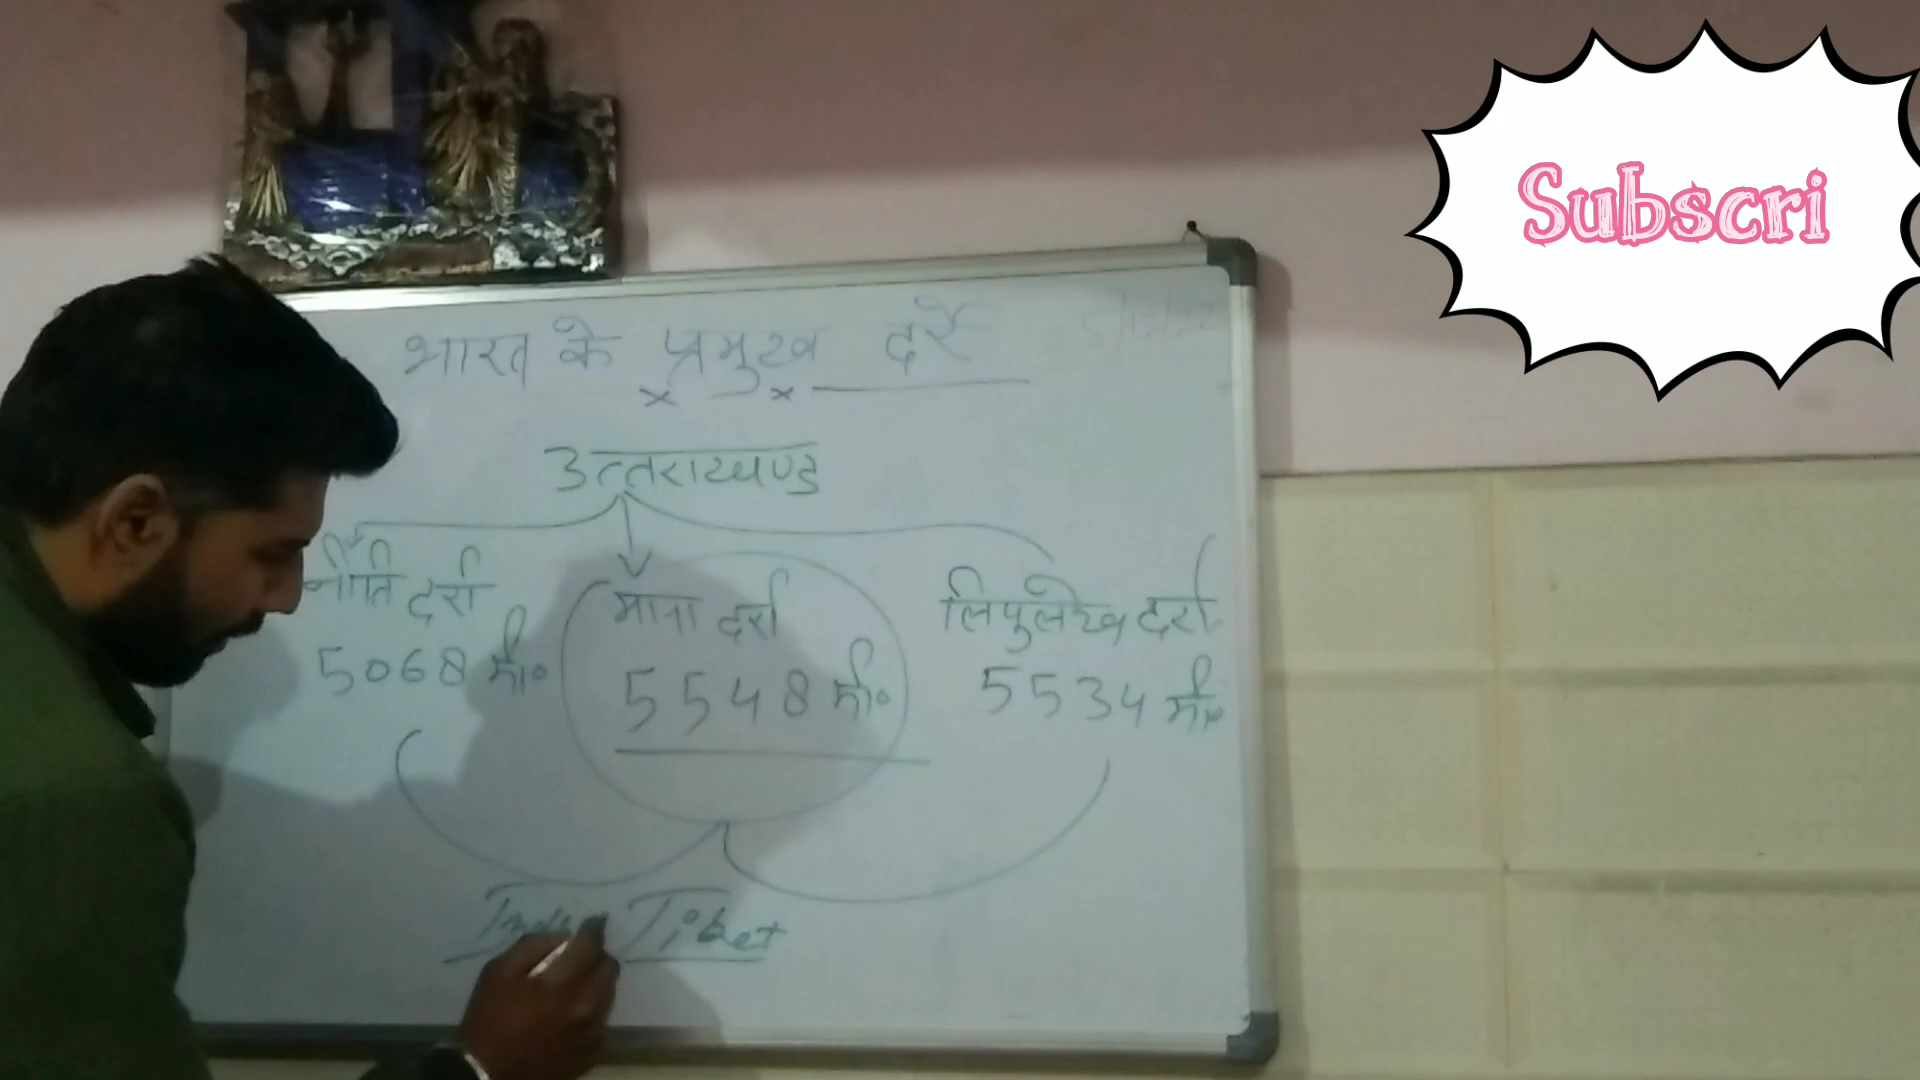 Subscri
भारत के प्रमुख दर्रे
उत्तराखण्ड
नीति दर्रा
5068 मी०
माना दर्रा
5548 मी०
लिपुलेख दर्रा
5534 मी०
Tibet